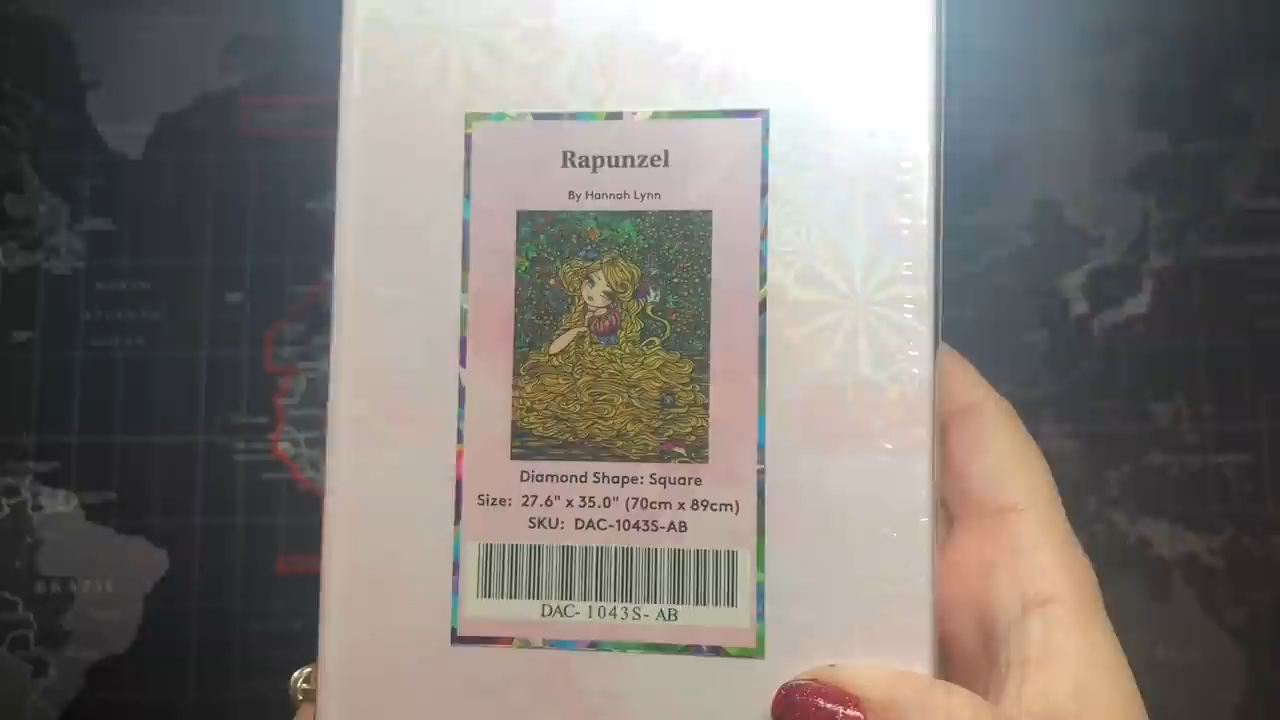 Rapunzel
By Hannah Lynn
Diamond Shape: Square
Size: 27.6" x 35.0" (70cm x 89cm)
SKU: DAC-1043S-AB
DAC-1043S-AB
BRAZIL